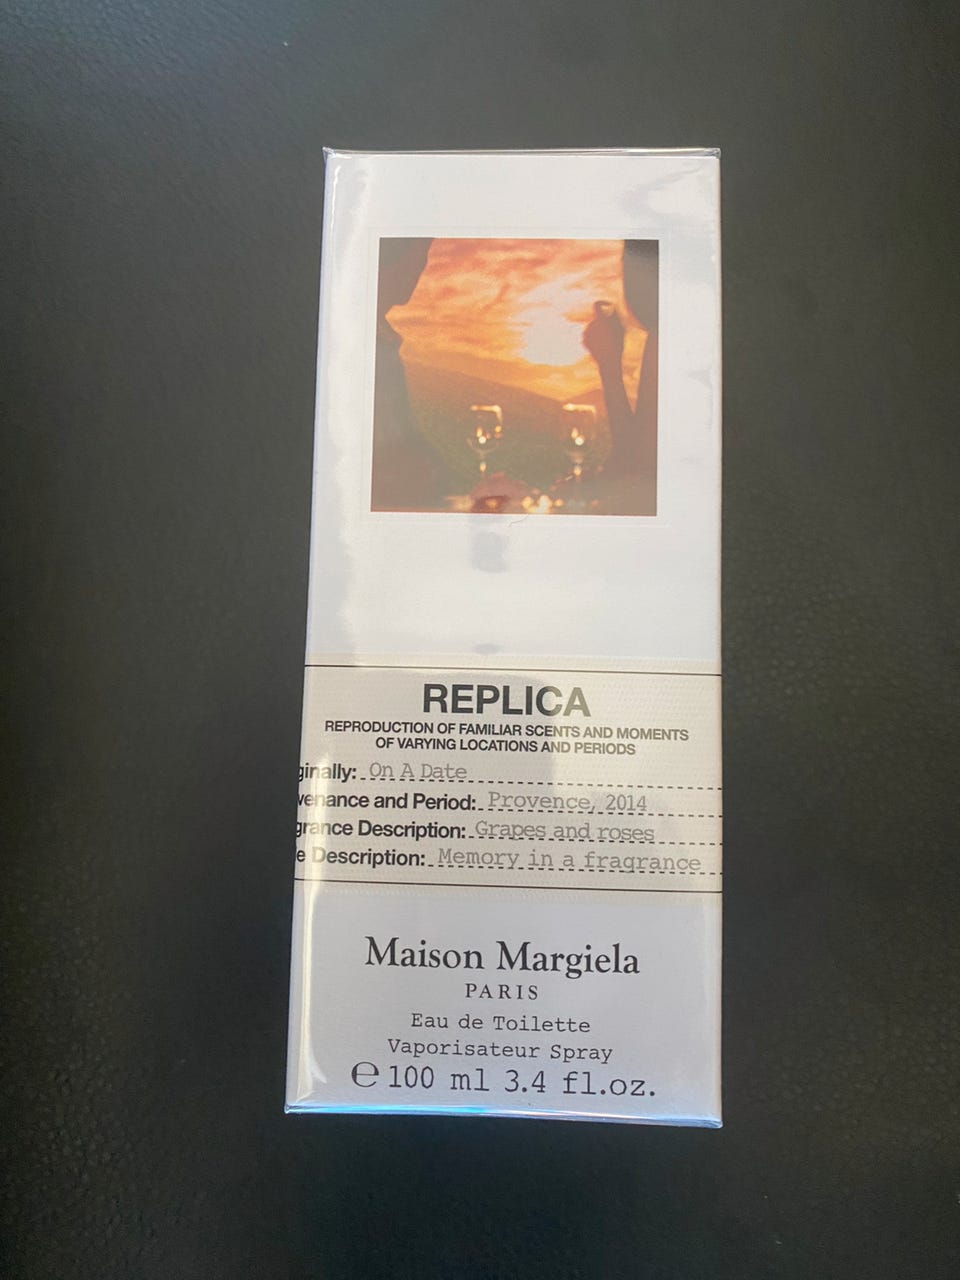 REPLICA
REPRODUCTION OF FAMILIAR SCENTS AND MOMENTS
OF VARYING LOCATIONS AND PERIODS
ginally: On A Date
venance and Period: Provence, 2014
grance Description: Grapes and roses
e Description: Memory in a fragrance
Maison Margiela
PARIS
Eau de Toilette
Vaporisateur Spray
℮ 100 ml 3.4 fl.oz.